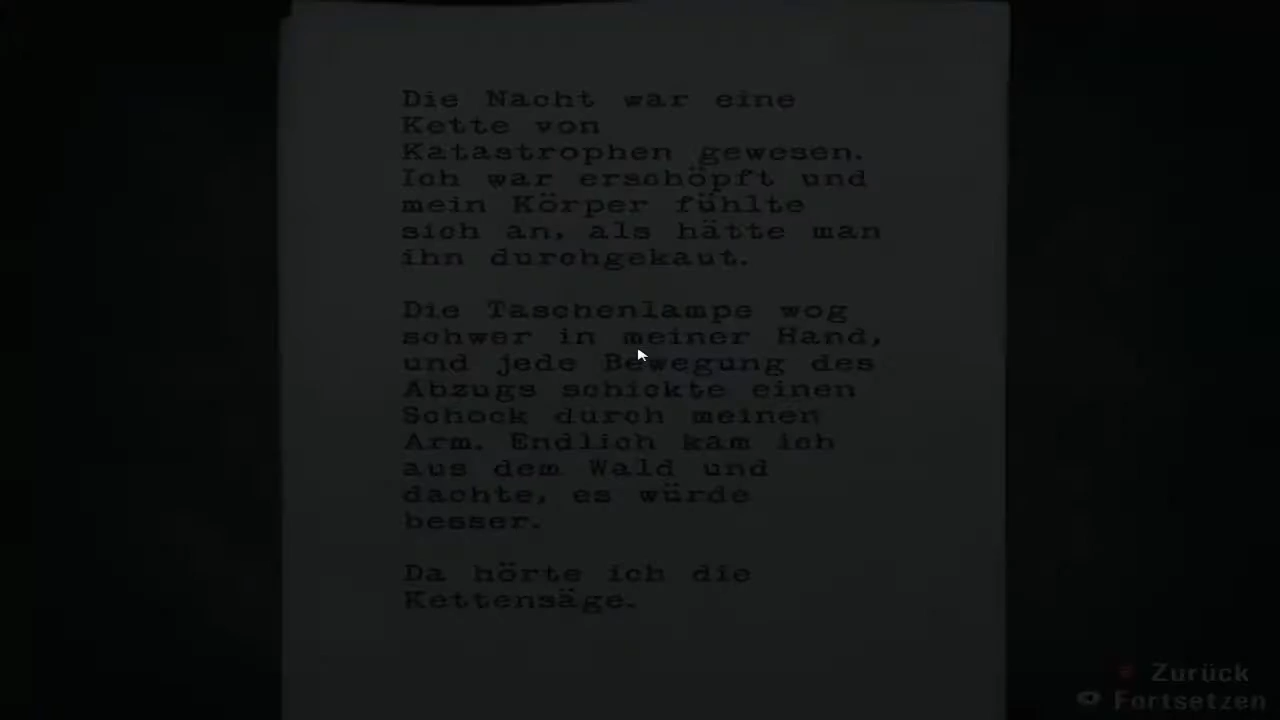 Die Nacht war eine
Kette von
Katastrophen gewesen.
Ich war erschöpft und
mein Körper fühlte
sich an, als hätte man
ihn durchgekaut.
Die Taschenlampe wog
schwer in meiner Hand,
und jede Bewegung des
Abzugs schickte einen
Schock durch meinen
Arm. Endlich kam ich
aus dem Wald und
dachte, es würde
besser.
Da hörte ich die
Kettensäge.
Zurück
Fortsetzen